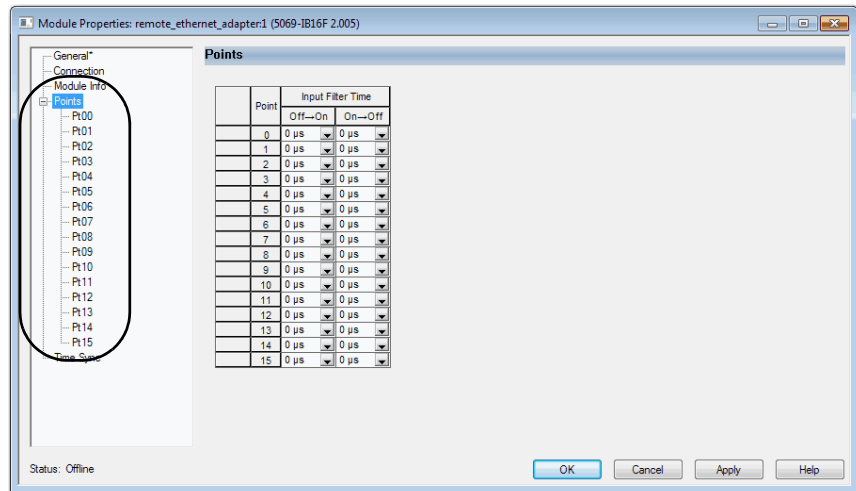 Module Properties: remote_ethernet_adapter:1 (5069-IB16F 2.005)
General*
Connection
Module Info
Points
Pt00
Pt01
Pt02
Pt03
Pt04
Pt05
Pt06
Pt07
Pt08
Pt09
Pt10
Pt11
Pt12
Pt13
Pt14
Pt15
Time Sync
Points
Point Input Filter Time
Off→On On→Off
0 0 µs 0 µs
1 0 µs 0 µs
2 0 µs 0 µs
3 0 µs 0 µs
4 0 µs 0 µs
5 0 µs 0 µs
6 0 µs 0 µs
7 0 µs 0 µs
8 0 µs 0 µs
9 0 µs 0 µs
10 0 µs 0 µs
11 0 µs 0 µs
12 0 µs 0 µs
13 0 µs 0 µs
14 0 µs 0 µs
15 0 µs 0 µs
Status: Offline
OK Cancel Apply Help